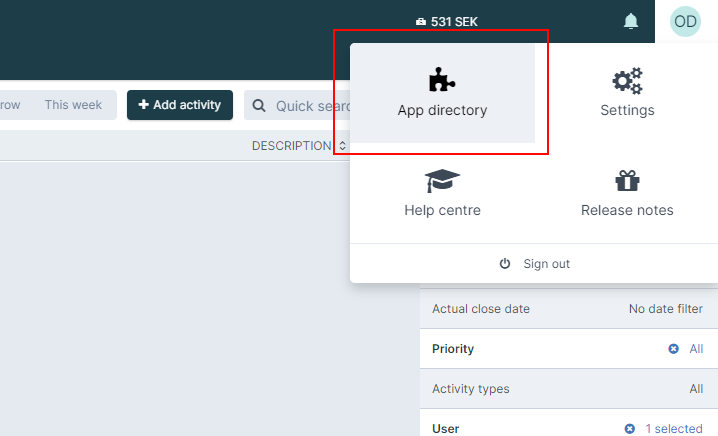 531 SEK
OD
row
This week
+ Add activity
Quick sear
DESCRIPTION
App directory
Settings
Help centre
Release notes
Sign out
Actual close date
No date filter
Priority
All
Activity types
All
User
1 selected